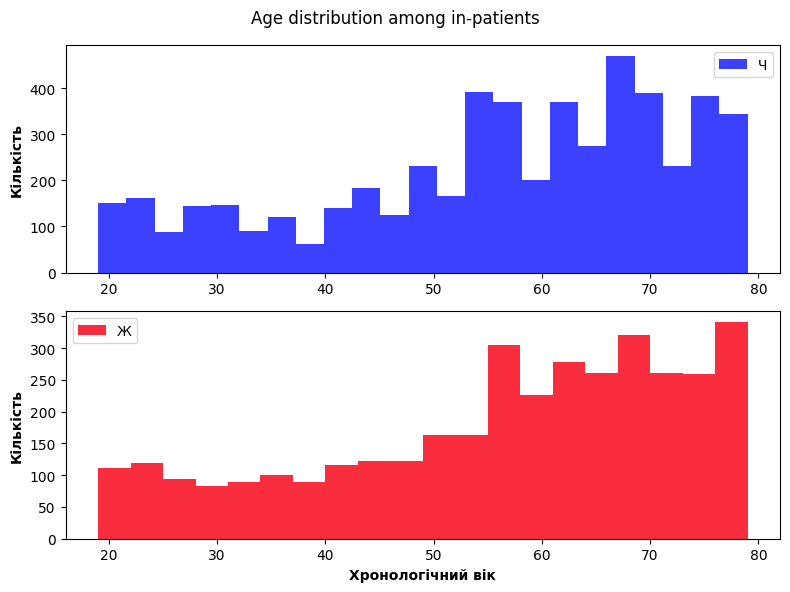 Age distribution among in-patients
Ч
Кількість
400
300
200
100
0
20 30 40 50 60 70 80
Ж
Кількість
350
300
250
200
150
100
50
0
20 30 40 50 60 70 80
Хронологічний вік